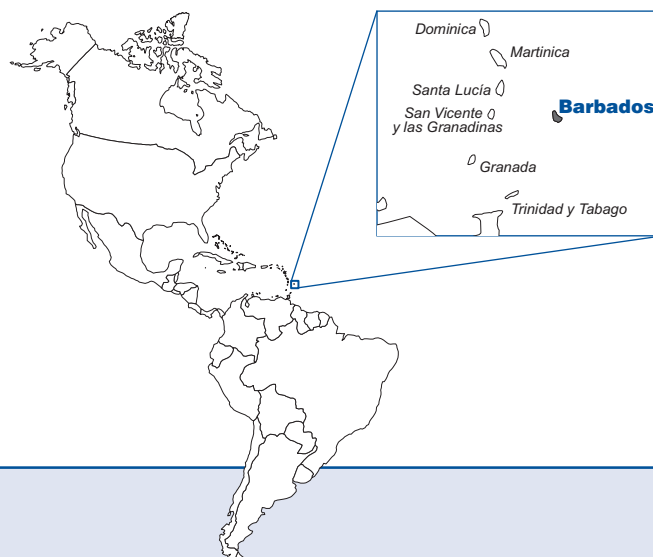 Dominica
Martinica
Santa Lucía
Barbados
San Vicente
y las Granadinas
Granada
Trinidad y Tabago